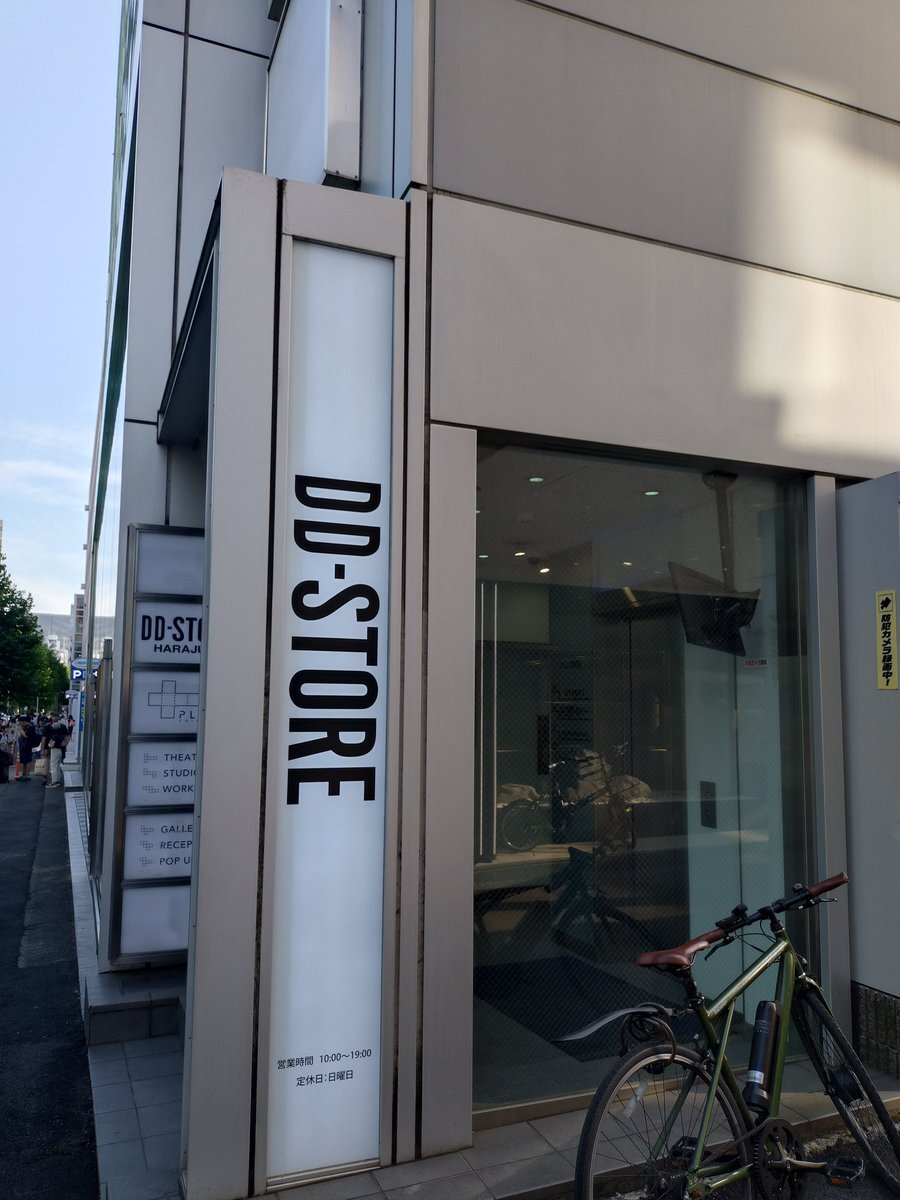 DD-STORE
営業時間 10:00〜19:00
定休日:日曜日
DD-STO
HARAJU
PL
THEAT
STUDIO
WORK
GALLE
RECEP
POP U
P
防犯カメラ録画中!